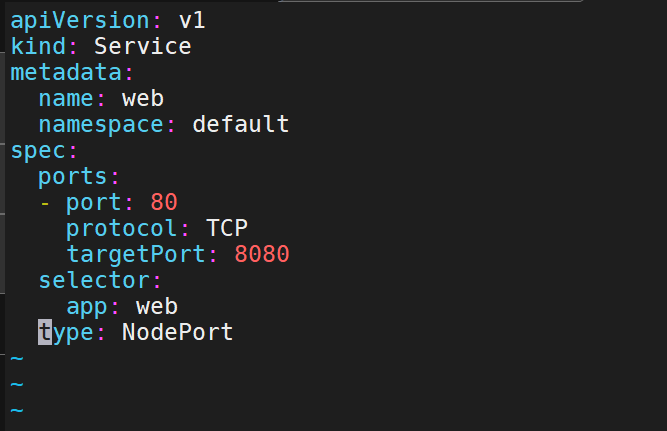 apiVersion: v1
kind: Service
metadata:
  name: web
  namespace: default
spec:
  ports:
  - port: 80
    protocol: TCP
    targetPort: 8080
  selector:
    app: web
  type: NodePort
~
~
~